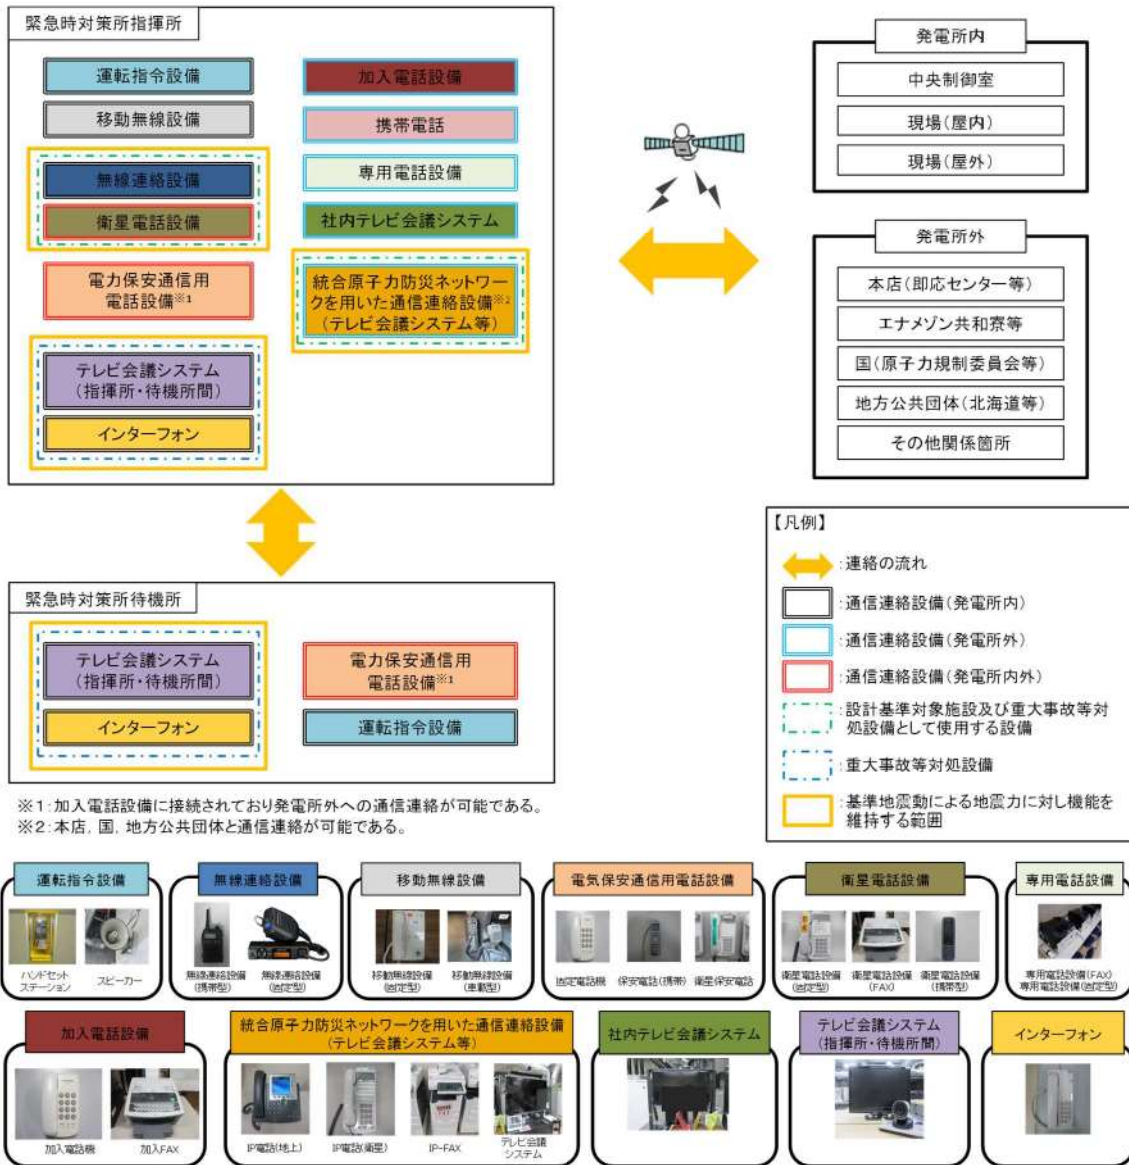 緊急時対策所指揮所
運転指令設備
移動無線設備
無線連絡設備
衛星電話設備
電力保安通信用
電話設備※1
テレビ会議システム
(指揮所・待機所間)
インターフォン
加入電話設備
携帯電話
専用電話設備
社内テレビ会議システム
統合原子力防災ネットワー
クを用いた通信連絡設備※2
(テレビ会議システム等)
発電所内
中央制御室
現場(屋内)
現場(屋外)
発電所外
本店(即応センター等)
エナメゾン共和寮等
国(原子力規制委員会等)
地方公共団体(北海道等)
その他関係箇所
緊急時対策所待機所
テレビ会議システム
(指揮所・待機所間)
インターフォン
電力保安通信用
電話設備※1
運転指令設備
【凡例】
:連絡の流れ
:通信連絡設備(発電所内)
:通信連絡設備(発電所外)
:通信連絡設備(発電所内外)
:設計基準対象施設及び重大事故等対
処設備として使用する設備
:重大事故等対処設備
:基準地震動による地震力に対し機能を
維持する範囲
※1:加入電話設備に接続されており発電所外への通信連絡が可能である。
※2:本店,国,地方公共団体と通信連絡が可能である。
運転指令設備
ハンドセット
ステーション
スピーカー
無線連絡設備
無線連絡設備
(携帯型)
無線連絡設備
(固定型)
移動無線設備
移動無線設備
(固定型)
移動無線設備
(車載型)
電気保安通信用電話設備
固定電話機
保安電話(携帯)
衛星保安電話
衛星電話設備
衛星電話設備
(固定型)
衛星電話設備
(FAX)
衛星電話設備
(携帯型)
専用電話設備
専用電話設備(FAX)
専用電話設備(固定型)
加入電話設備
加入電話機
加入FAX
統合原子力防災ネットワークを用いた通信連絡設備
(テレビ会議システム等)
IP電話(地上)
IP電話(衛星)
IP-FAX
テレビ会議
システム
社内テレビ会議システム
テレビ会議システム
(指揮所・待機所間)
インターフォン